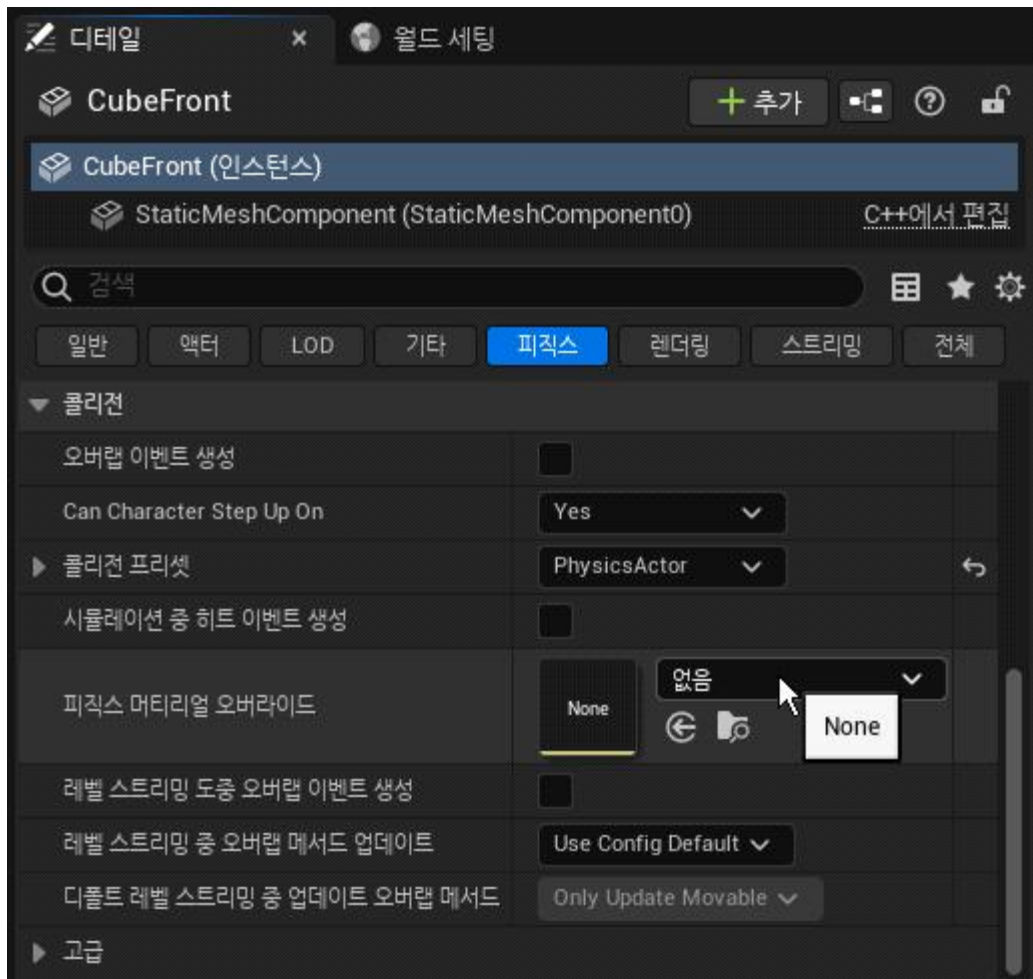 디테일 × 월드 세팅
CubeFront + 추가
CubeFront (인스턴스)
StaticMeshComponent (StaticMeshComponent0) C++에서 편집
검색
일반 액터 LOD 기타 피직스 렌더링 스트리밍 전체
콜리전
오버랩 이벤트 생성
Can Character Step Up On Yes
콜리전 프리셋 PhysicsActor
시뮬레이션 중 히트 이벤트 생성
피직스 머티리얼 오버라이드 None 없음
None
레벨 스트리밍 도중 오버랩 이벤트 생성
레벨 스트리밍 중 오버랩 메서드 업데이트 Use Config Default
디폴트 레벨 스트리밍 중 업데이트 오버랩 메서드 Only Update Movable
고급